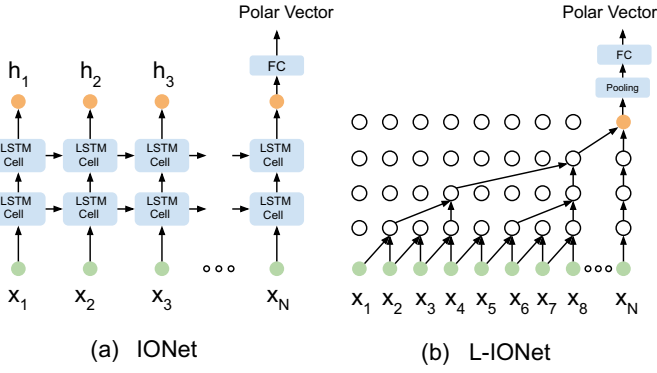 Polar Vector
FC
h1 h2 h3
LSTM Cell LSTM Cell LSTM Cell LSTM Cell
LSTM Cell LSTM Cell LSTM Cell LSTM Cell
x1 x2 x3 xN
(a) IONet
Polar Vector
FC
Pooling
x1 x2 x3 x4 x5 x6 x7 x8 xN
(b) L-IONet